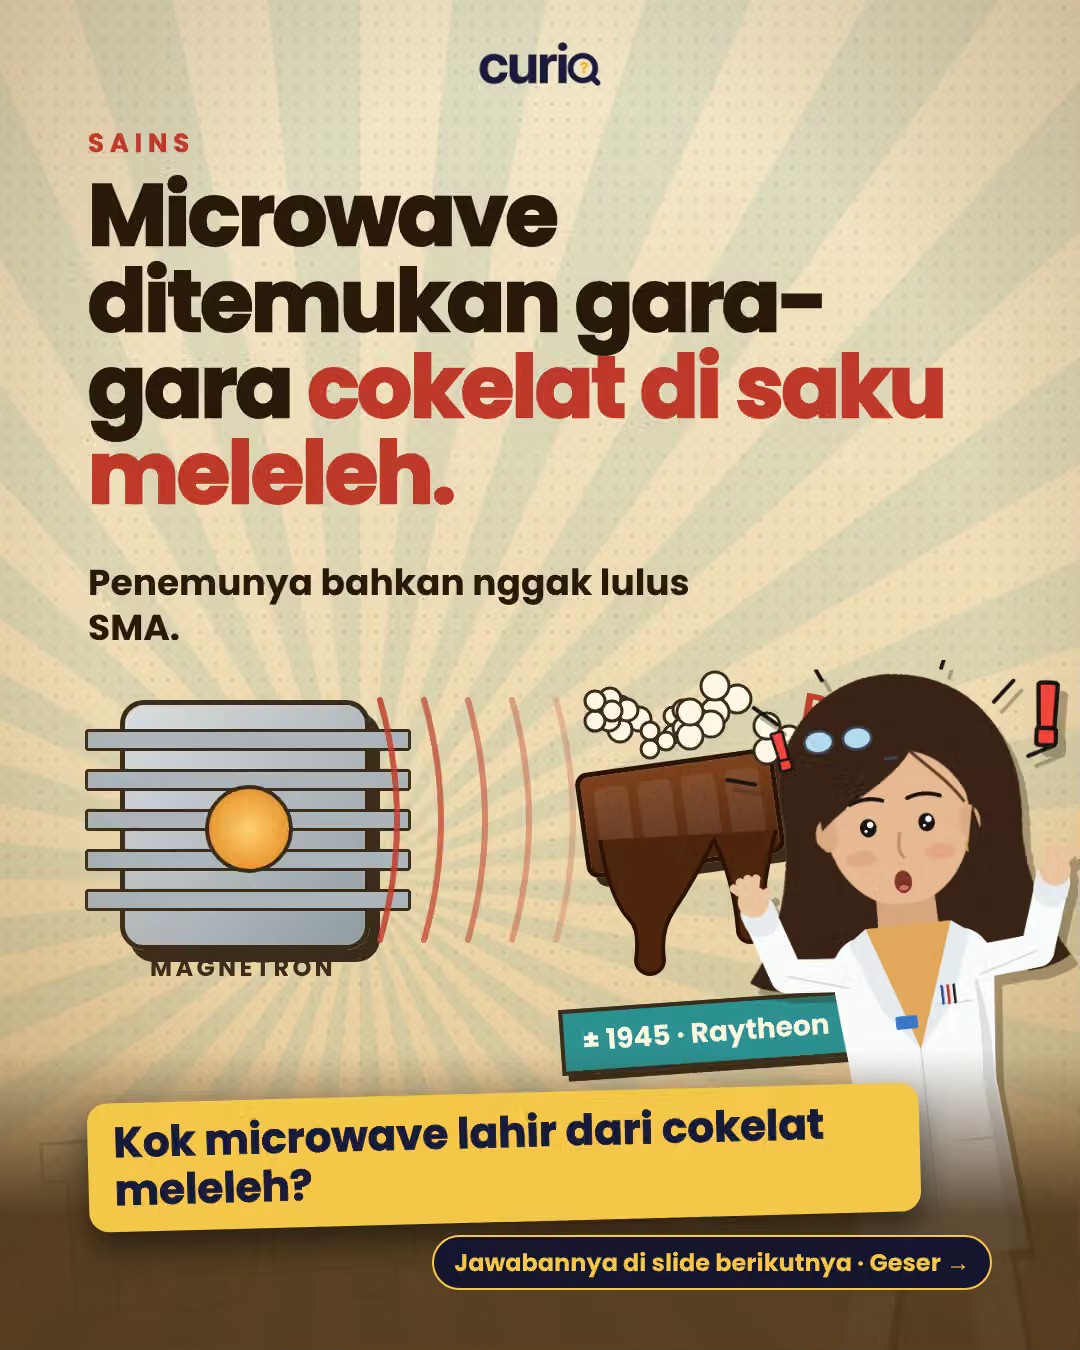 curiq
SAINS
Microwave
ditemukan gara-
gara cokelat di saku
meleleh.
Penemunya bahkan nggak lulus
SMA.
MAGNETRON
± 1945 · Raytheon
Kok microwave lahir dari cokelat
meleleh?
Jawabannya di slide berikutnya · Geser →